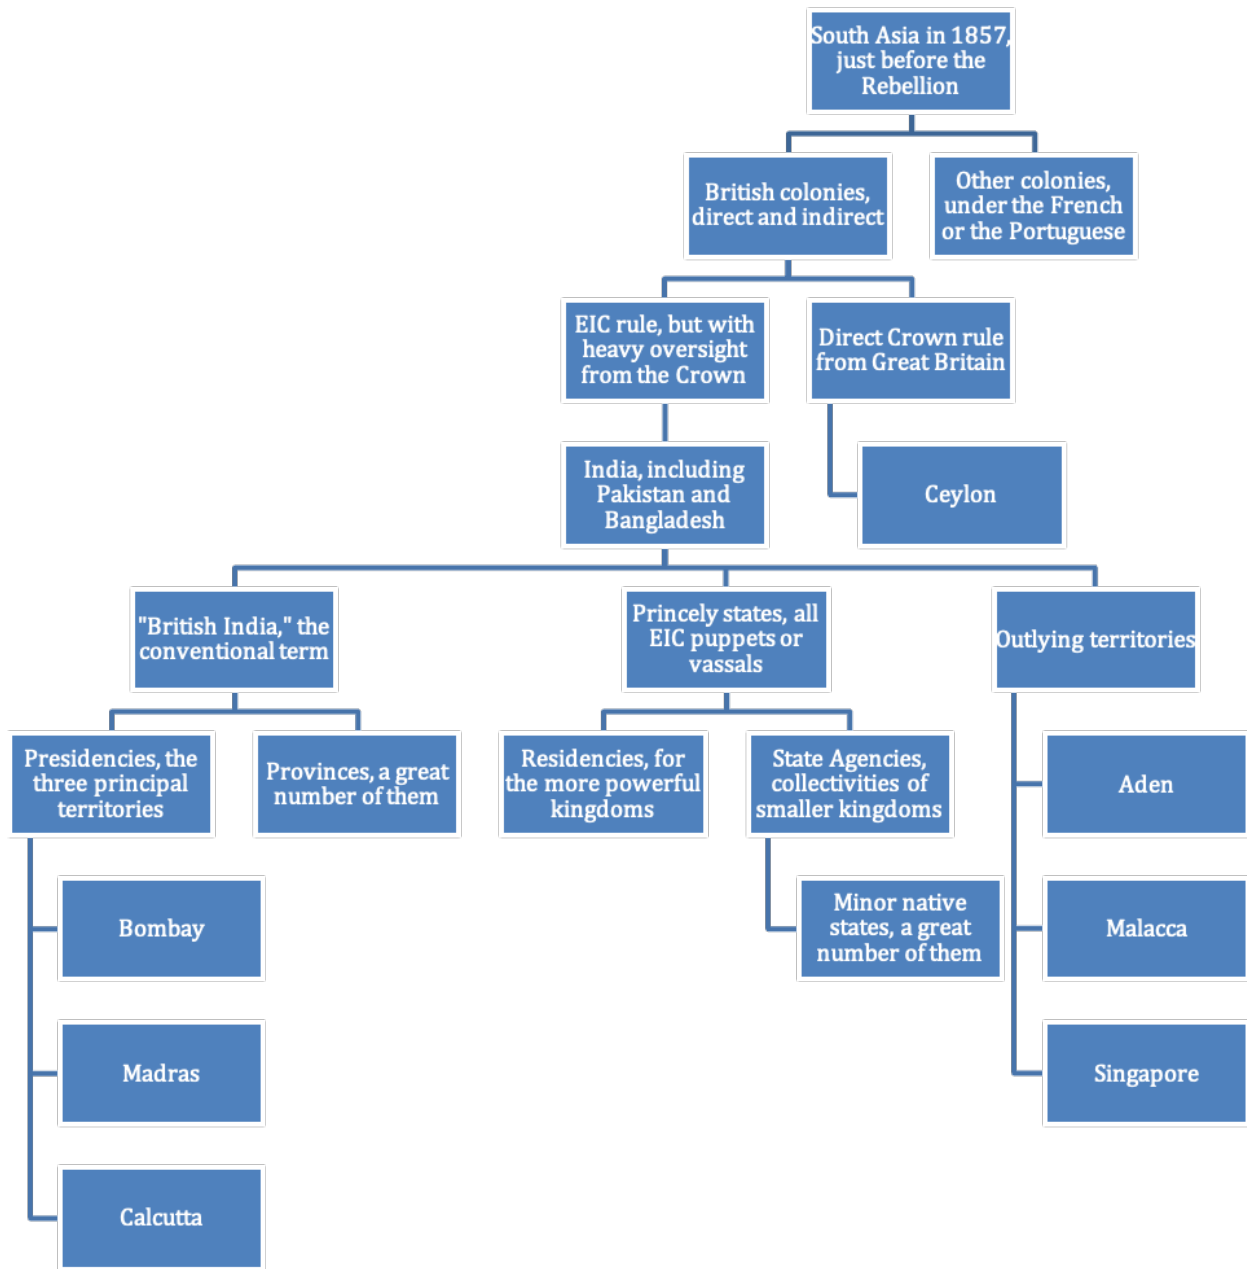 South Asia in 1857,
just before the
Rebellion
British colonies,
direct and indirect
Other colonies,
under the French
or the Portuguese
EIC rule, but with
heavy oversight
from the Crown
Direct Crown rule
from Great Britain
India, including
Pakistan and
Bangladesh
Ceylon
"British India," the
conventional term
Princely states, all
EIC puppets or
vassals
Outlying territories
Presidencies, the
three principal
territories
Provinces, a great
number of them
Residencies, for
the more powerful
kingdoms
State Agencies,
collectivities of
smaller kingdoms
Aden
Bombay
Minor native
states, a great
number of them
Malacca
Madras
Singapore
Calcutta